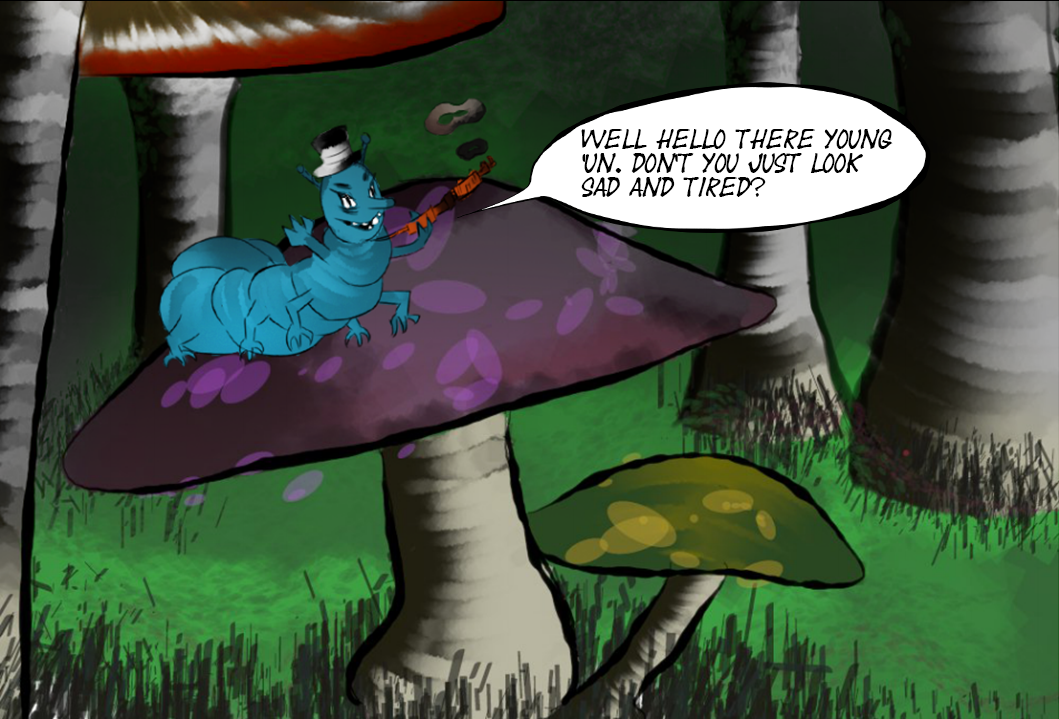 WELL HELLO THERE YOUNG
'UN. DON'T YOU JUST LOOK
SAD AND TIRED?